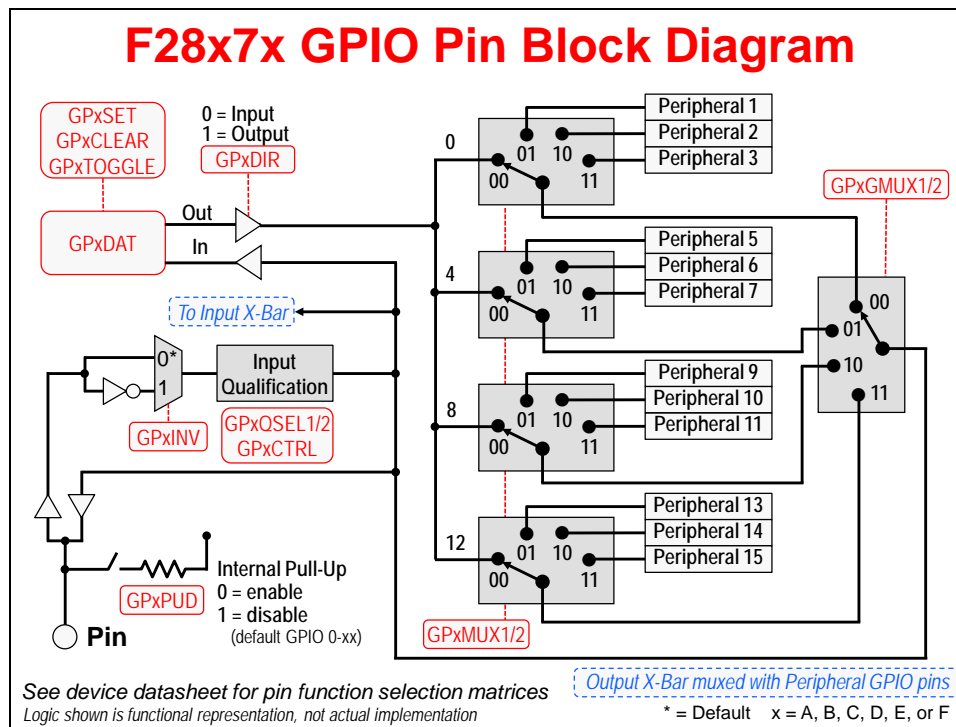 F28x7x GPIO Pin Block Diagram
GPxSET
GPxCLEAR
GPxTOGGLE
0 = Input
1 = Output
GPxDIR
GPxDAT
Out
In
To Input X-Bar
0*
1
GPxINV
Input
Qualification
GPxQSEL1/2
GPxCTRL
GPxPUD
Internal Pull-Up
0 = enable
1 = disable
(default GPIO 0-xx)
Pin
0
00
01
10
11
Peripheral 1
Peripheral 2
Peripheral 3
4
00
01
10
11
Peripheral 5
Peripheral 6
Peripheral 7
8
00
01
10
11
Peripheral 9
Peripheral 10
Peripheral 11
12
00
01
10
11
Peripheral 13
Peripheral 14
Peripheral 15
GPxMUX1/2
GPxGMUX1/2
00
01
10
11
See device datasheet for pin function selection matrices
Logic shown is functional representation, not actual implementation
Output X-Bar muxed with Peripheral GPIO pins
* = Default x = A, B, C, D, E, or F